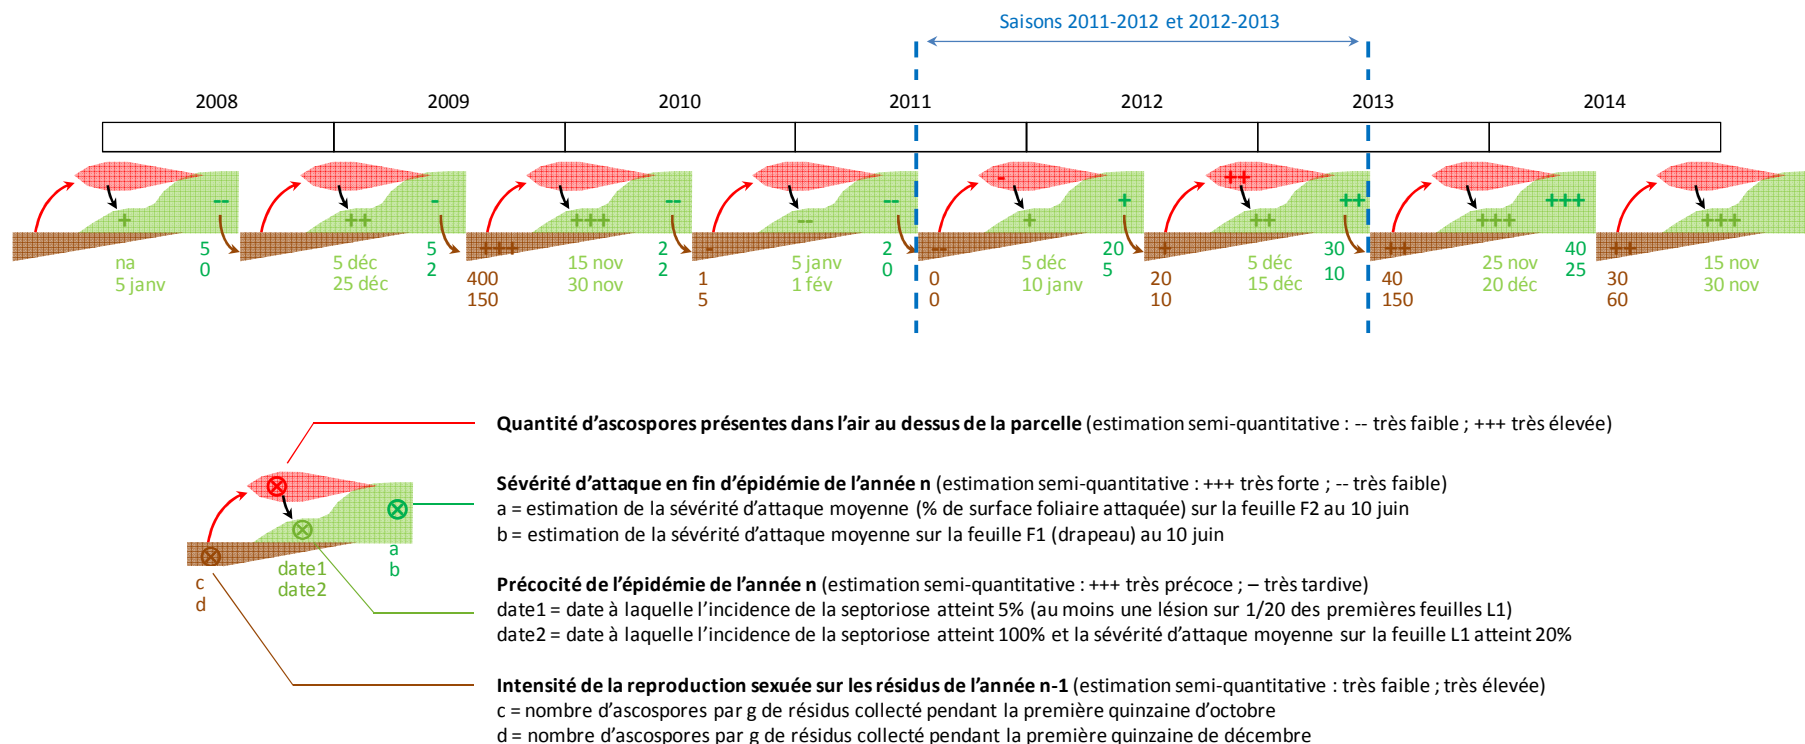 Saisons 2011-2012 et 2012-2013
2008 2009 2010 2011 2012 2013 2014
- ++
-- - -- -- + ++ +++
+ ++ +++ -- + ++ +++ +++
+++ - -- + ++ ++
5 5 2 2 20 30 40
0 2 2 0 5 10 25
na 5 déc 15 nov 5 janv 5 déc 5 déc 25 nov 15 nov
5 janv 25 déc 30 nov 1 fév 10 janv 15 déc 20 déc 30 nov
400 1 0 20 40 30
150 5 0 10 150 60
Quantité d'ascospores présentes dans l'air au dessus de la parcelle (estimation semi-quantitative : -- très faible ; +++ très élevée)
Sévérité d'attaque en fin d'épidémie de l'année n (estimation semi-quantitative : +++ très forte ; -- très faible)
a = estimation de la sévérité d'attaque moyenne (% de surface foliaire attaquée) sur la feuille F2 au 10 juin
b = estimation de la sévérité d'attaque moyenne sur la feuille F1 (drapeau) au 10 juin
a
b
date1
date2
c
d
Précocité de l'épidémie de l'année n (estimation semi-quantitative : +++ très précoce ; – très tardive)
date1 = date à laquelle l'incidence de la septoriose atteint 5% (au moins une lésion sur 1/20 des premières feuilles L1)
date2 = date à laquelle l'incidence de la septoriose atteint 100% et la sévérité d'attaque moyenne sur la feuille L1 atteint 20%
Intensité de la reproduction sexuée sur les résidus de l'année n-1 (estimation semi-quantitative : très faible ; très élevée)
c = nombre d'ascospores par g de résidus collecté pendant la première quinzaine d'octobre
d = nombre d'ascospores par g de résidus collecté pendant la première quinzaine de décembre